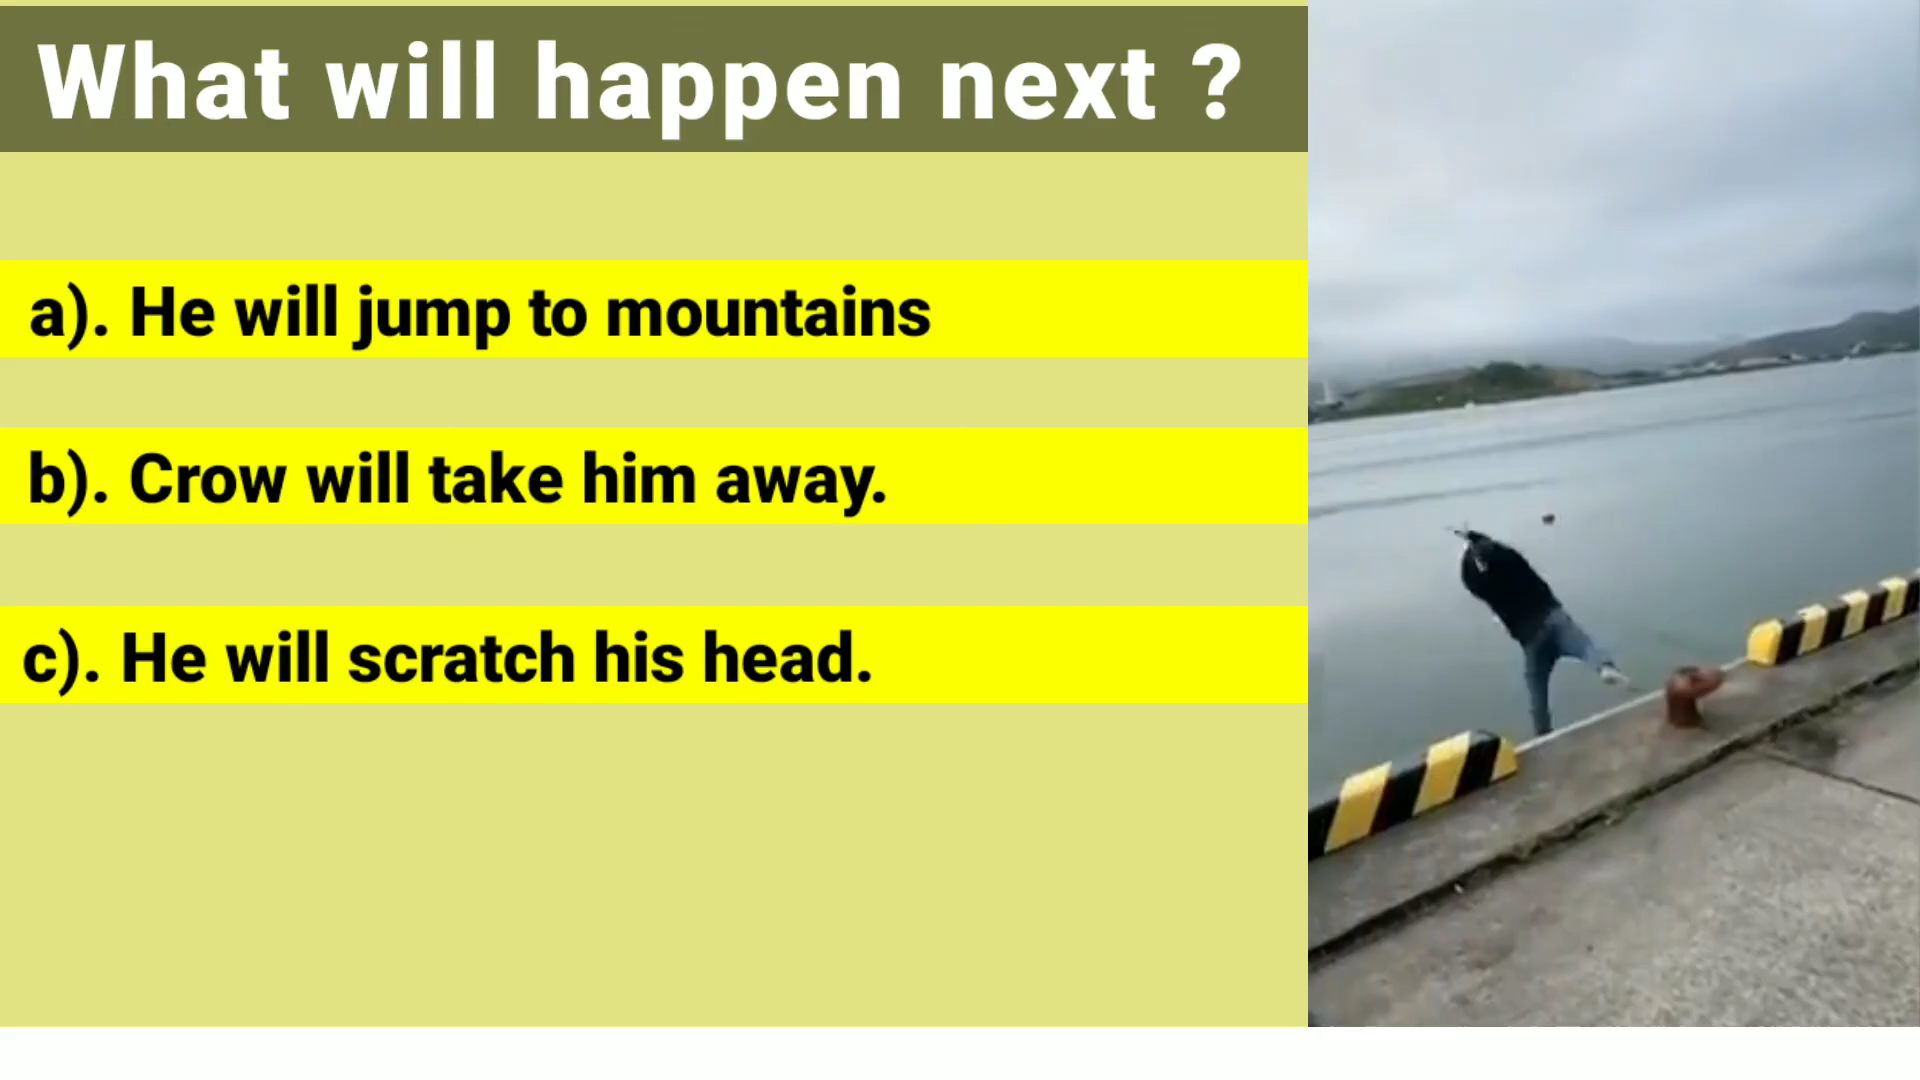 What will happen next ?
a). He will jump to mountains
b). Crow will take him away.
c). He will scratch his head.